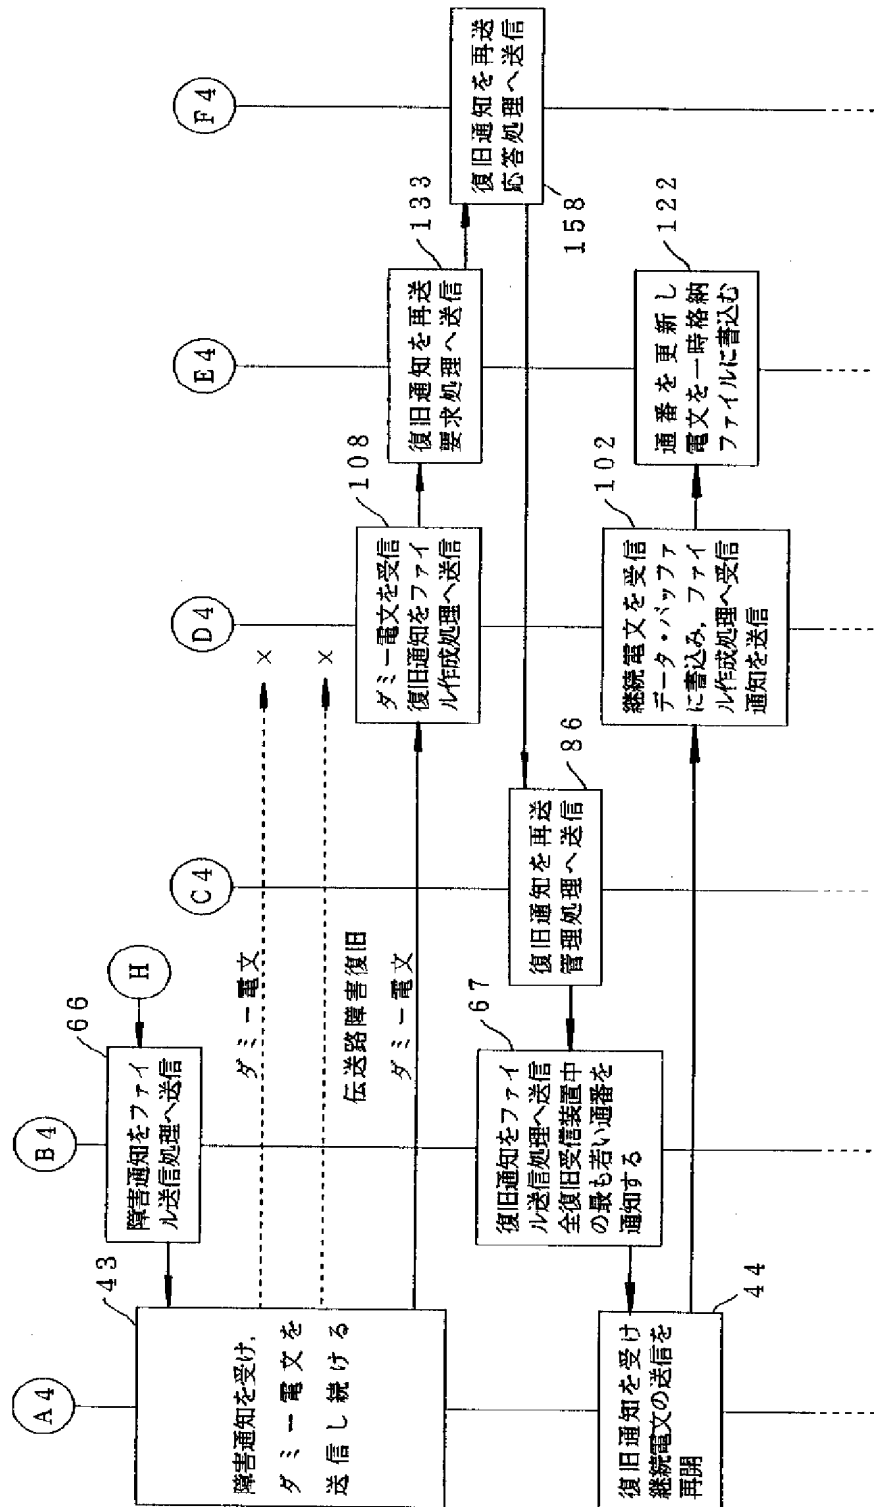 A4
B4
C4
D4
E4
F4
H
66
障害通知をファイ
ル送信処理へ送信
43
障害通知を受け,
ダミー電文を
送信し続ける
ダミー電文
×
×
伝送路障害復旧
ダミー電文
108
ダミー電文を受信
復旧通知をファイ
ル作成処理へ送信
133
復旧通知を再送
要求処理へ送信
復旧通知を再送
応答処理へ送信
158
86
復旧通知を再送
管理処理へ送信
67
復旧通知をファイ
ル送信処理へ送信
全復旧受信装置中
の最も若い通番を
通知する
44
復旧通知を受け
継続電文の送信を
再開
102
継続電文を受信
データ・バッファ
に書込み,ファイ
ル作成処理へ受信
通知を送信
122
通番を更新し
電文を一時格納
ファイルに書込む